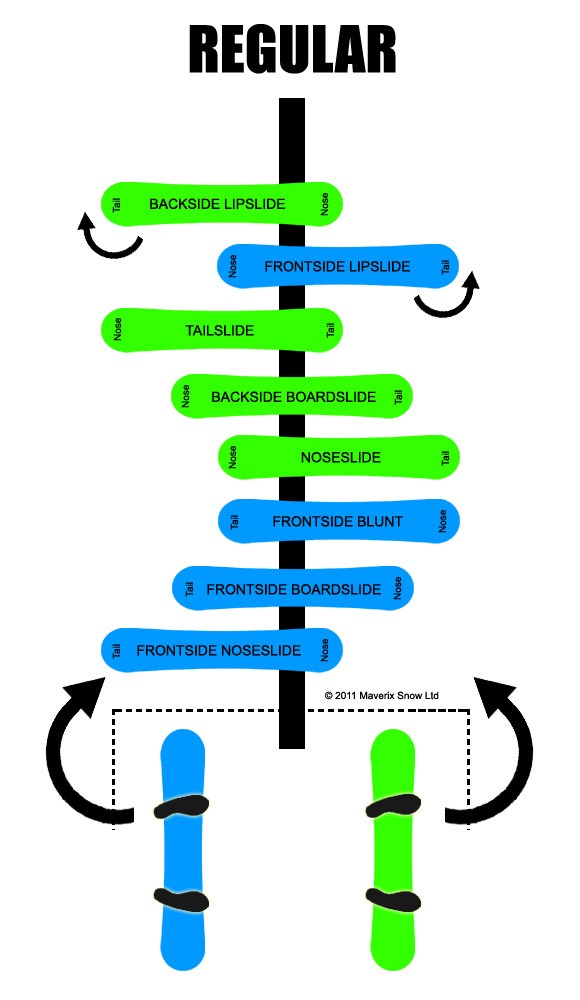 REGULAR
Tail BACKSIDE LIPSLIDE Nose
Nose FRONTSIDE LIPSLIDE Tail
Nose TAILSLIDE Tail
Nose BACKSIDE BOARDSLIDE Tail
Nose NOSESLIDE Tail
Tail FRONTSIDE BLUNT Nose
Tail FRONTSIDE BOARDSLIDE Nose
Tail FRONTSIDE NOSESLIDE Nose
© 2011 Maverix Snow Ltd